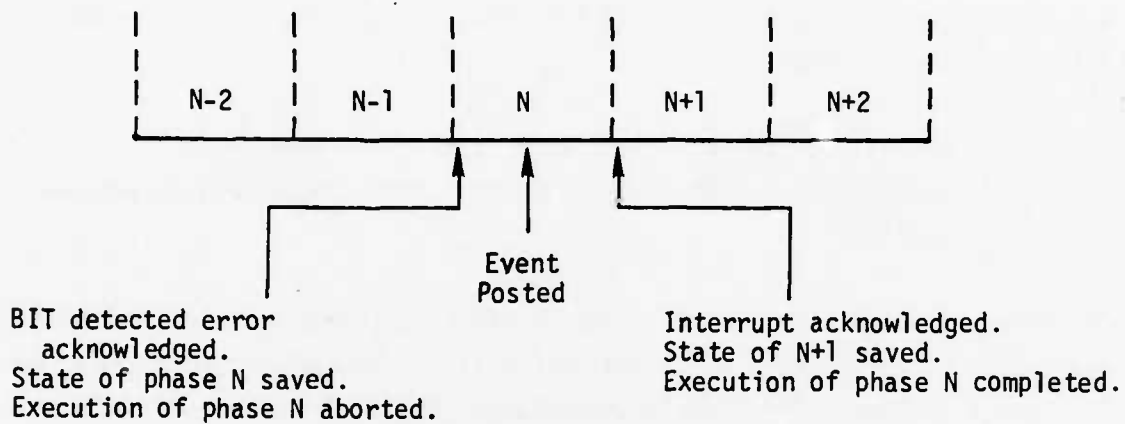 N-2 N-1 N N+1 N+2
Event
Posted
BIT detected error
acknowledged.
State of phase N saved.
Execution of phase N aborted.
Interrupt acknowledged.
State of N+1 saved.
Execution of phase N completed.